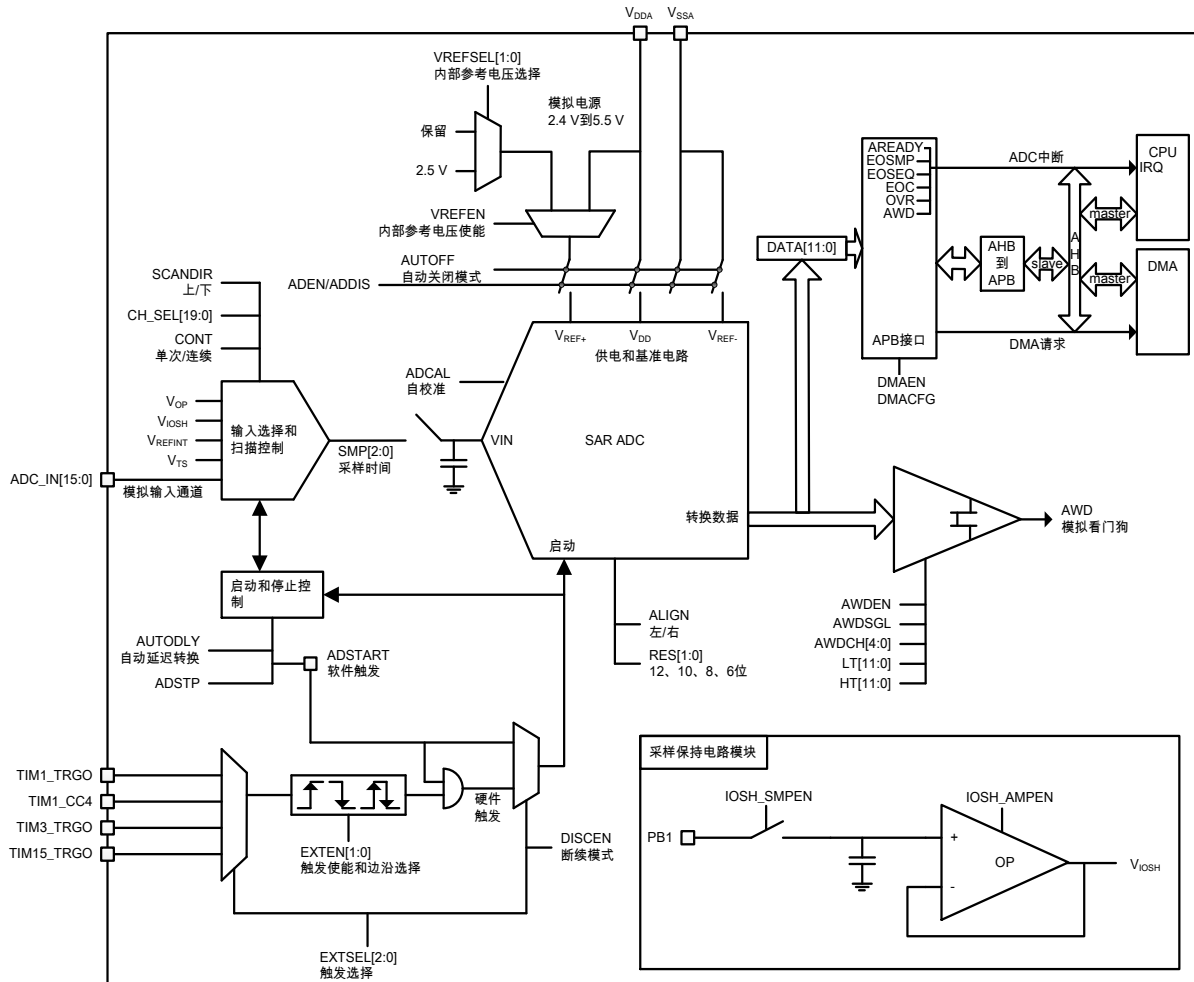 VDDA
VSSA
VREFSEL[1:0]
内部参考电压选择
保留
2.5 V
模拟电源
2.4 V到5.5 V
VREFEN
内部参考电压使能
AUTOFF
自动关闭模式
ADEN/ADDIS
SCANDIR
上/下
CH_SEL[19:0]
CONT
单次/连续
VOP
VIOSH
VREFINT
VTS
ADC_IN[15:0]
模拟输入通道
输入选择和
扫描控制
SMP[2:0]
采样时间
ADCAL
自校准
VIN
VREF+
VDD
VREF-
供电和基准电路
SAR ADC
转换数据
启动
DATA[11:0]
AREADY
EOSMP
EOSEQ
EOC
OVR
AWD
APB接口
ADC中断
DMA请求
DMAEN
DMACFG
AHB
到
APB
slave
AHB
master
master
CPU
IRQ
DMA
AWD
模拟看门狗
AWDEN
AWDSGL
AWDCH[4:0]
LT[11:0]
HT[11:0]
启动和停止控
制
AUTODLY
自动延迟转换
ADSTP
ADSTART
软件触发
ALIGN
左/右
RES[1:0]
12、10、8、6位
TIM1_TRGO
TIM1_CC4
TIM3_TRGO
TIM15_TRGO
EXTEN[1:0]
触发使能和边沿选择
硬件
触发
DISCEN
断续模式
EXTSEL[2:0]
触发选择
采样保持电路模块
IOSH_SMPEN
IOSH_AMPEN
PB1
+
-
OP
VIOSH